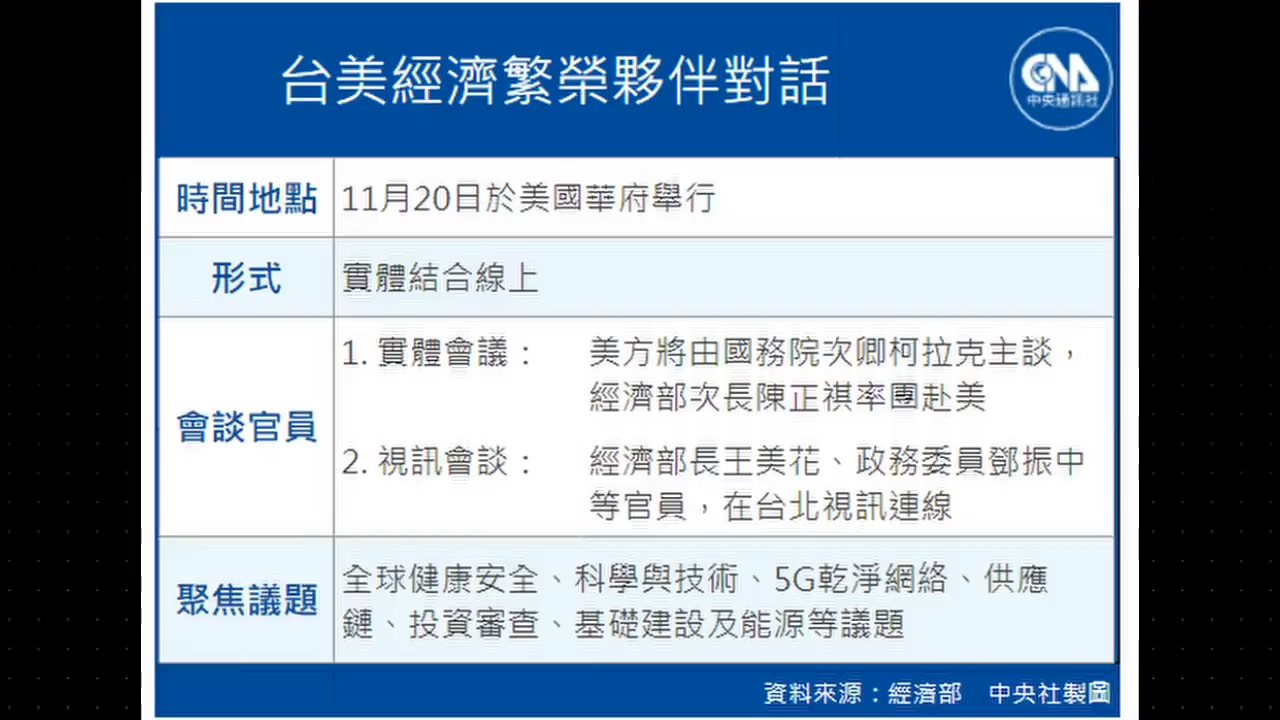 台美經濟繁榮夥伴對話
CNA
中央通訊社
時間地點 11月20日於美國華府舉行
形式 實體結合線上
會談官員
1. 實體會議： 美方將由國務院次卿柯拉克主談，
經濟部次長陳正祺率團赴美
2. 視訊會談： 經濟部長王美花、政務委員鄧振中
等官員，在台北視訊連線
聚焦議題
全球健康安全、科學與技術、5G乾淨網絡、供應
鏈、投資審查、基礎建設及能源等議題
資料來源：經濟部 中央社製圖